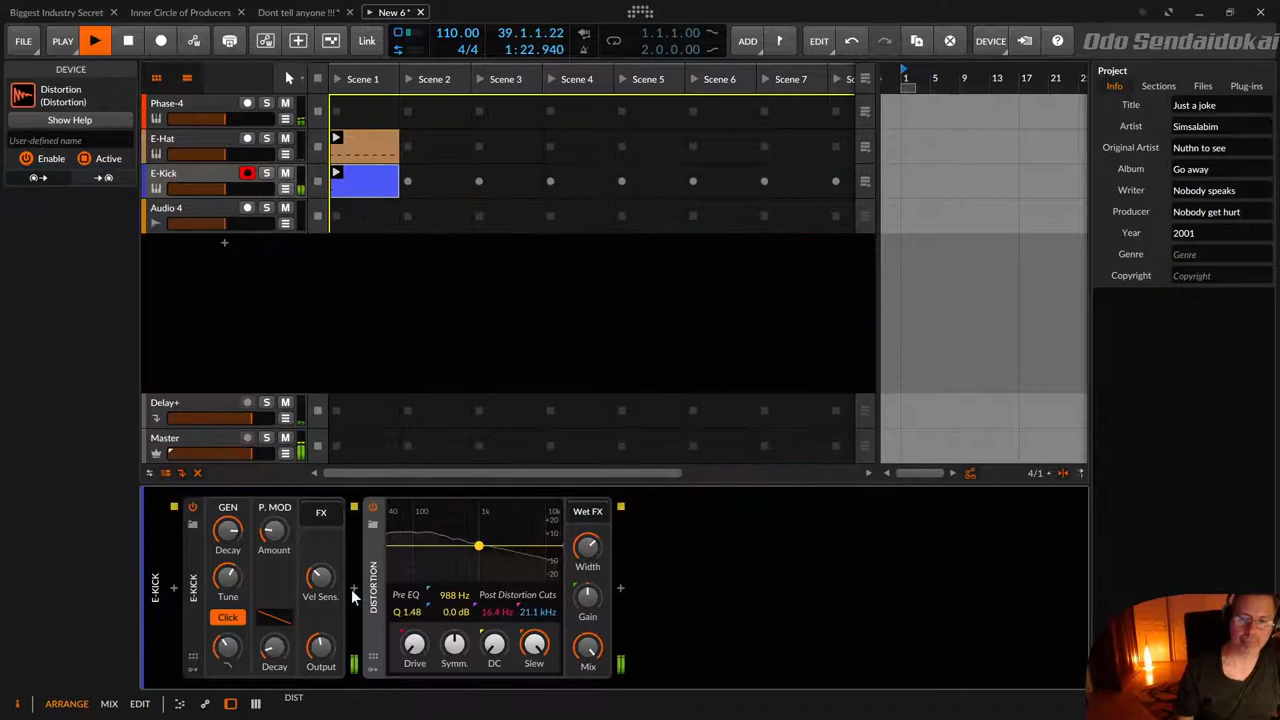 Biggest Industry Secret × Inner Circle of Producers × Dont tell anyone !!!* × New 6* ×
FILE PLAY Link 110.00 4/4 39.1.1.22 1:22.940 1.1.1.00 2.0.0.00 ADD EDIT DEVICE Odo Sendaidokai
DEVICE
Distortion
(Distortion)
Show Help
User-defined name
Enable Active
Scene 1 Scene 2 Scene 3 Scene 4 Scene 5 Scene 6 Scene 7
1 5 9 13 17 21
Phase-4 S M
E-Hat S M
E-Kick S M
Audio 4 S M
Delay+ S M
Master S M
4/1
Project
Info Sections Files Plug-ins
Title Just a joke
Artist Simsalabim
Original Artist Nuthn to see
Album Go away
Writer Nobody speaks
Producer Nobody get hurt
Year 2001
Genre Genre
Copyright Copyright
E-KICK
E-KICK
GEN P. MOD FX
Decay Amount
Tune Vel Sens.
Click
Decay Output
DISTORTION
40 100 1k 10k
+20
+10
-10
-20
Pre EQ 988 Hz Post Distortion Cuts
Q 1.48 0.0 dB 16.4 Hz 21.1 kHz
Drive Symm. DC Slew
Wet FX
Width
Gain
Mix
ARRANGE MIX EDIT DIST